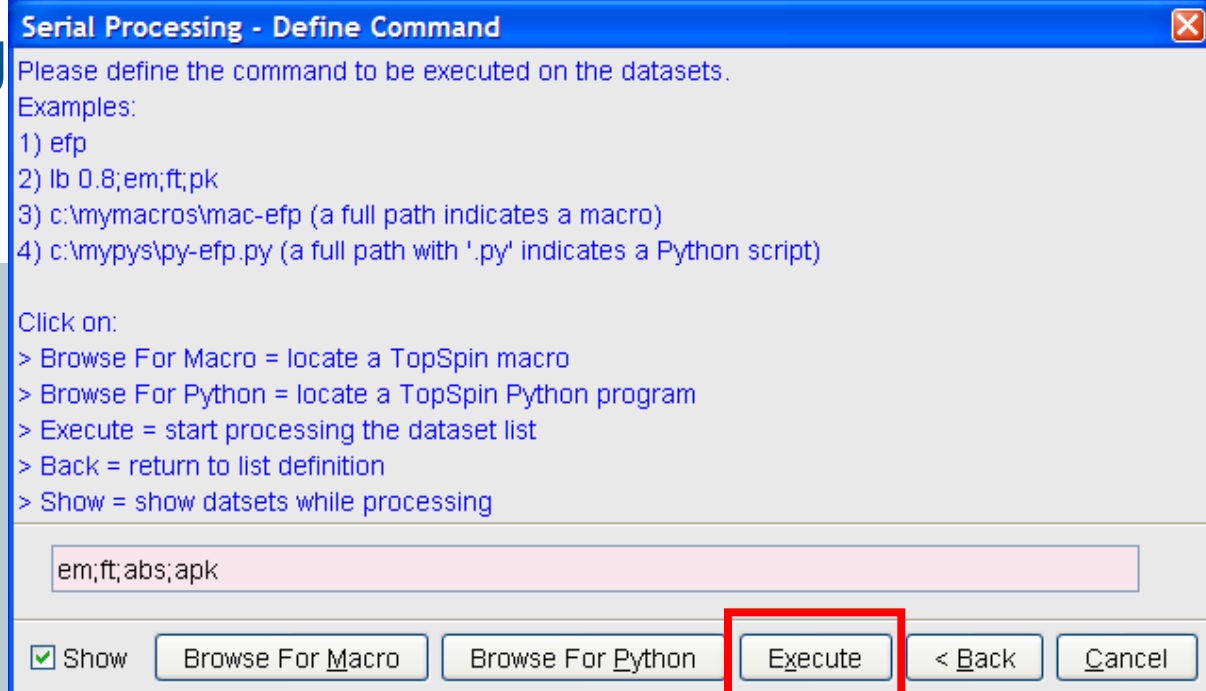 Serial Processing - Define Command
Please define the command to be executed on the datasets.
Examples:
1) efp
2) lb 0.8;em;ft;pk
3) c:\mymacros\mac-efp (a full path indicates a macro)
4) c:\mypys\py-efp.py (a full path with '.py' indicates a Python script)
Click on:
> Browse For Macro = locate a TopSpin macro
> Browse For Python = locate a TopSpin Python program
> Execute = start processing the dataset list
> Back = return to list definition
> Show = show datsets while processing
em;ft;abs;apk
Show Browse For Macro Browse For Python Execute < Back Cancel